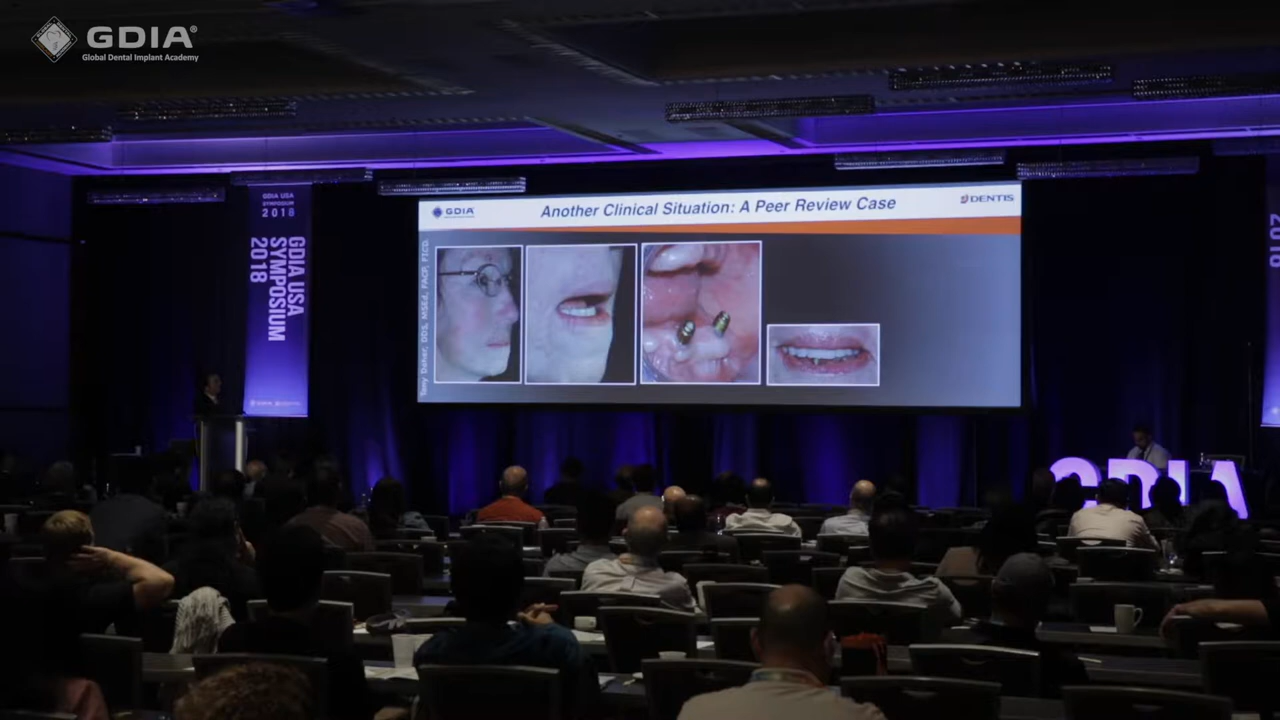 GDIA®
Global Dental Implant Academy
GDIA USA
SYMPOSIUM
2018
GDIA USA
SYMPOSIUM
2018
GDIA
Another Clinical Situation: A Peer Review Case
DENTIS
Tony Daher, DDS, MSEd, FACP, FICD.
2018
GDIA